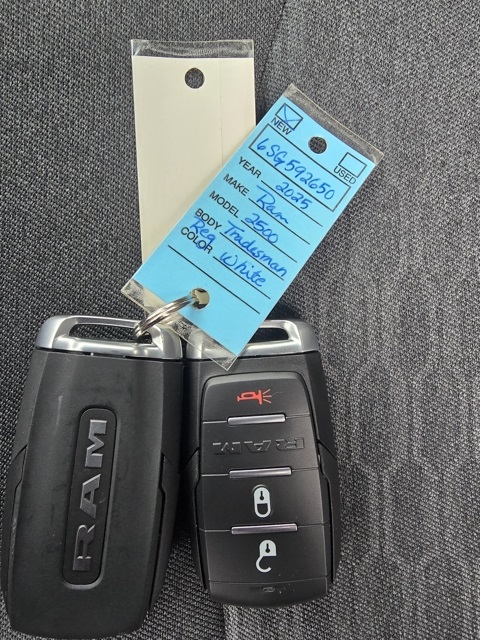 NEW
USED
6SG592650
YEAR 2025
MAKE Ram
MODEL 2500
BODY Tradesman
Reg
COLOR White
RAM
RAM